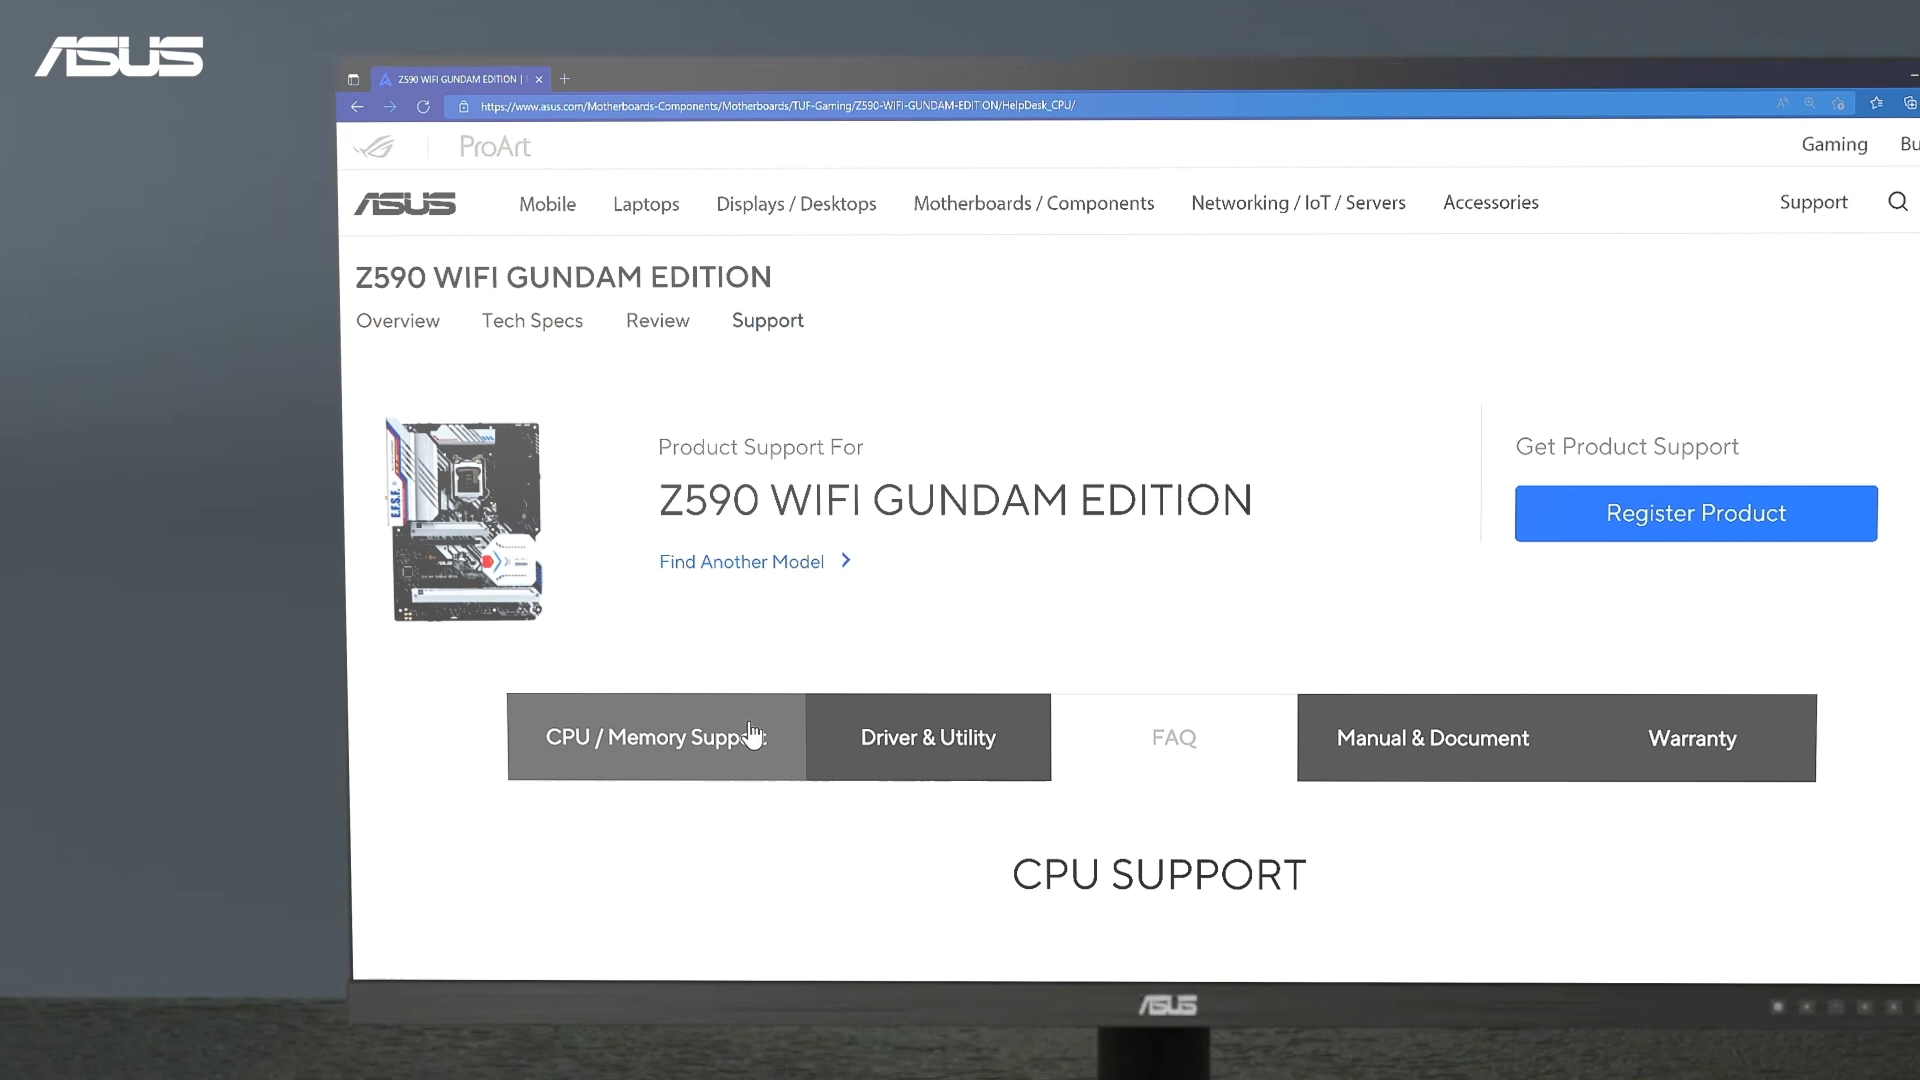 ASUS
Z590 WIFI GUNDAM EDITION |
https://www.asus.com/Motherboards-Components/Motherboards/TUF-Gaming/Z590-WIFI-GUNDAM-EDITION/HelpDesk_CPU/
ProArt
Gaming
Bu
ASUS
Mobile
Laptops
Displays / Desktops
Motherboards / Components
Networking / IoT / Servers
Accessories
Support
Z590 WIFI GUNDAM EDITION
Overview
Tech Specs
Review
Support
E.F.S.F.
Product Support For
Z590 WIFI GUNDAM EDITION
Find Another Model
Get Product Support
Register Product
CPU / Memory Support
Driver & Utility
FAQ
Manual & Document
Warranty
CPU SUPPORT
ASUS